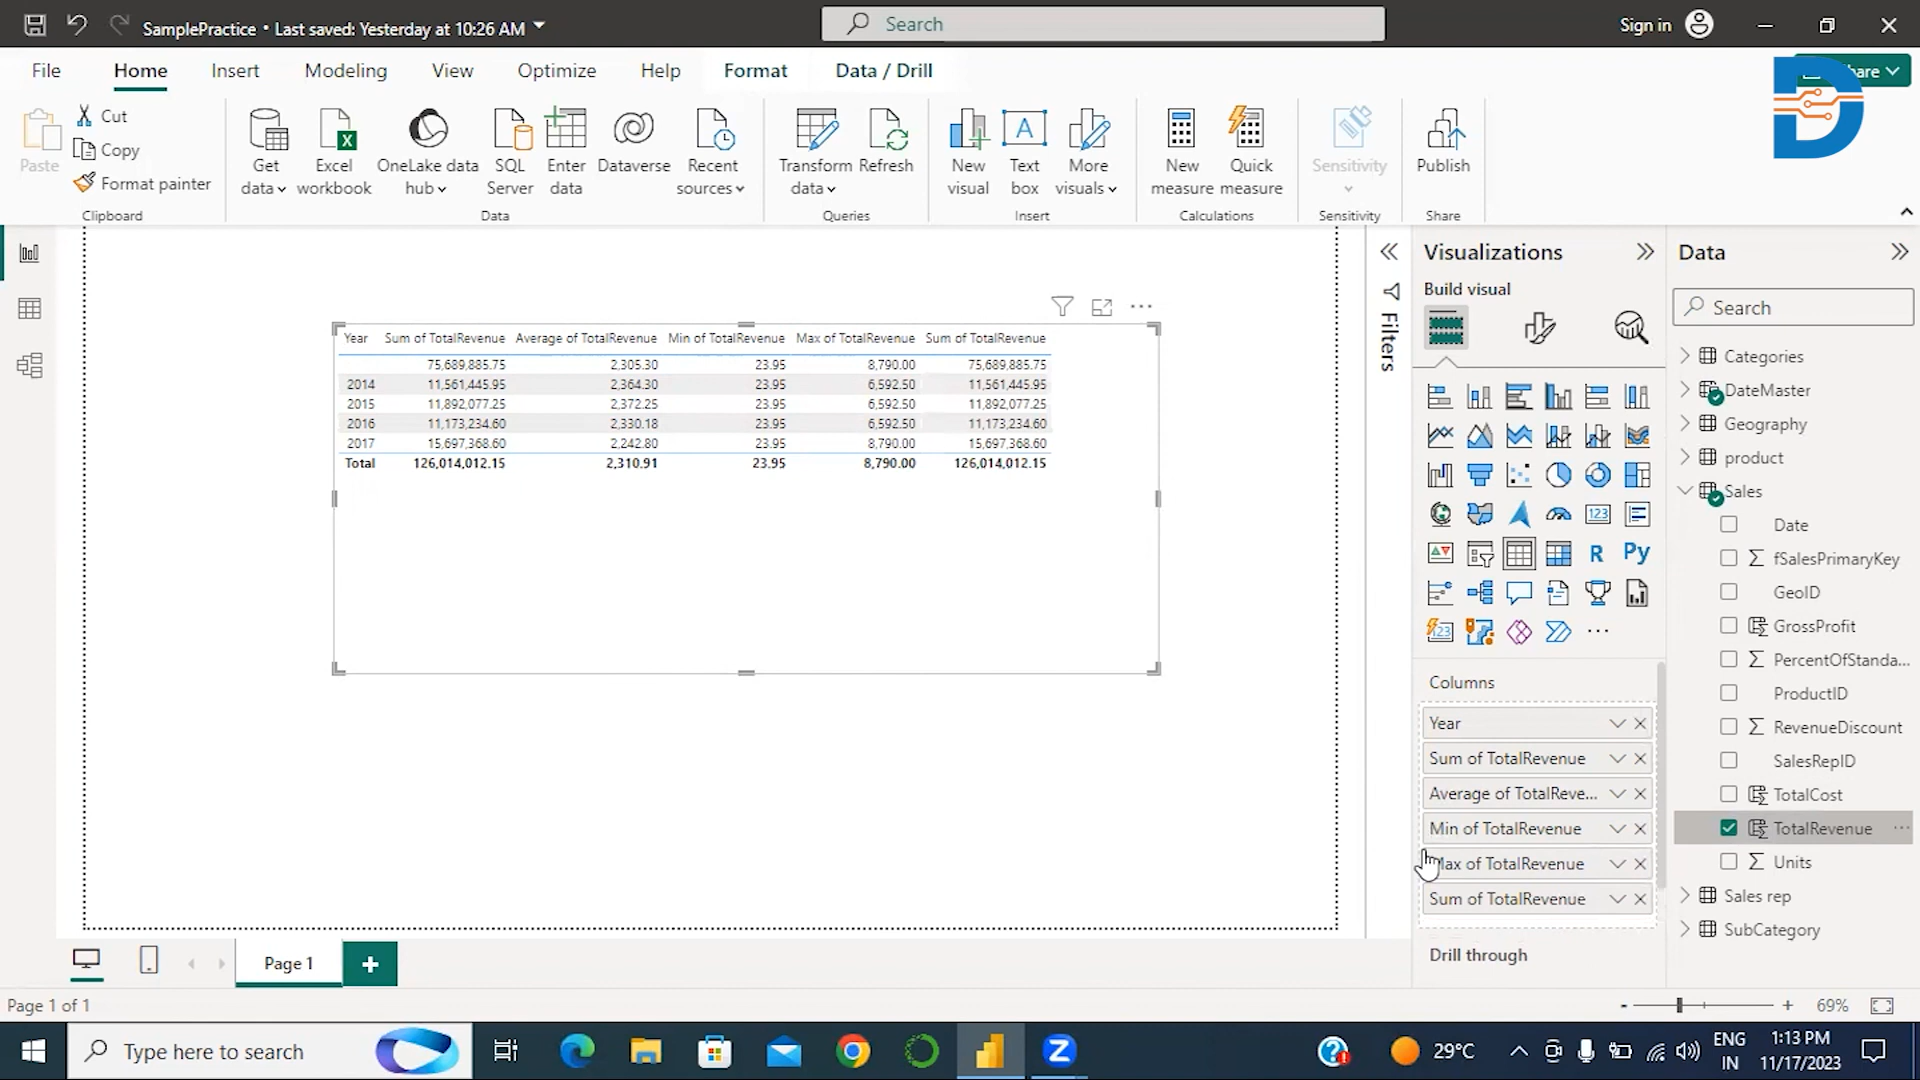 SamplePractice • Last saved: Yesterday at 10:26 AM
Search
Sign in
File
Home
Insert
Modeling
View
Optimize
Help
Format
Data / Drill
Paste
Cut
Copy
Format painter
Clipboard
Get
data
Excel
workbook
OneLake data
hub
SQL
Server
Enter
data
Dataverse
Recent
sources
Data
Transform
data
Refresh
Queries
New
visual
Text
box
More
visuals
Insert
New
measure
Quick
measure
Calculations
Sensitivity
Sensitivity
Publish
Share
Year Sum of TotalRevenue Average of TotalRevenue Min of TotalRevenue Max of TotalRevenue Sum of TotalRevenue
75,689,885.75 2,305.30 23.95 8,790.00 75,689,885.75
2014 11,561,445.95 2,364.30 23.95 6,592.50 11,561,445.95
2015 11,892,077.25 2,372.25 23.95 6,592.50 11,892,077.25
2016 11,173,234.60 2,330.18 23.95 6,592.50 11,173,234.60
2017 15,697,368.60 2,242.80 23.95 8,790.00 15,697,368.60
Total 126,014,012.15 2,310.91 23.95 8,790.00 126,014,012.15
Filters
Visualizations
Build visual
123
R
Py
123
Columns
Year
Sum of TotalRevenue
Average of TotalReve...
Min of TotalRevenue
Max of TotalRevenue
Sum of TotalRevenue
Drill through
Data
Search
Categories
DateMaster
Geography
product
Sales
Date
fSalesPrimaryKey
GeoID
GrossProfit
PercentOfStanda...
ProductID
RevenueDiscount
SalesRepID
TotalCost
TotalRevenue
Units
Sales rep
SubCategory
Page 1
Page 1 of 1
69%
Type here to search
29°C
ENG
IN
1:13 PM
11/17/2023